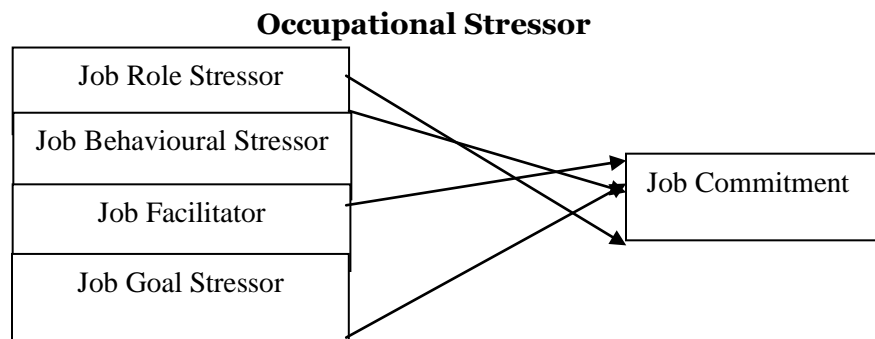 Occupational Stressor
Job Role Stressor
Job Behavioural Stressor
Job Facilitator
Job Goal Stressor
Job Commitment